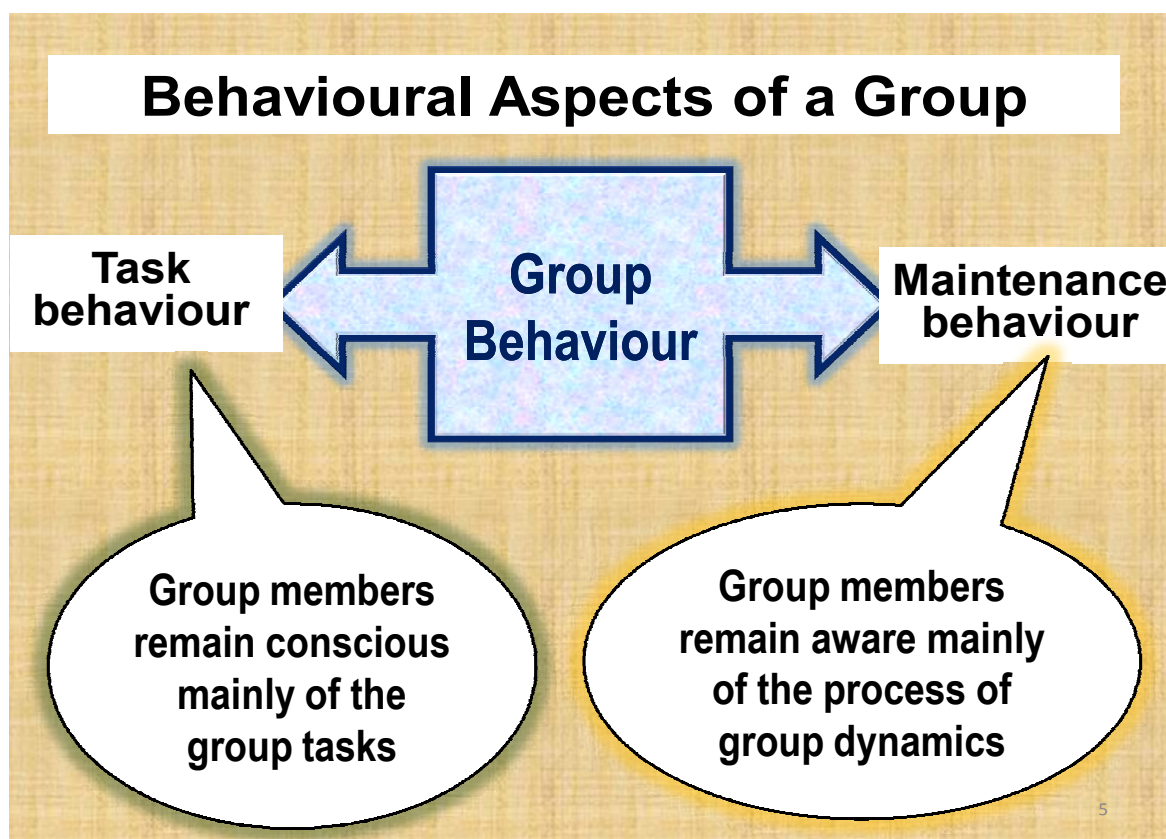 Behavioural Aspects of a Group
Task
behaviour
Group
Behaviour
Maintenance
behaviour
Group members
remain conscious
mainly of the
group tasks
Group members
remain aware mainly
of the process of
group dynamics
5